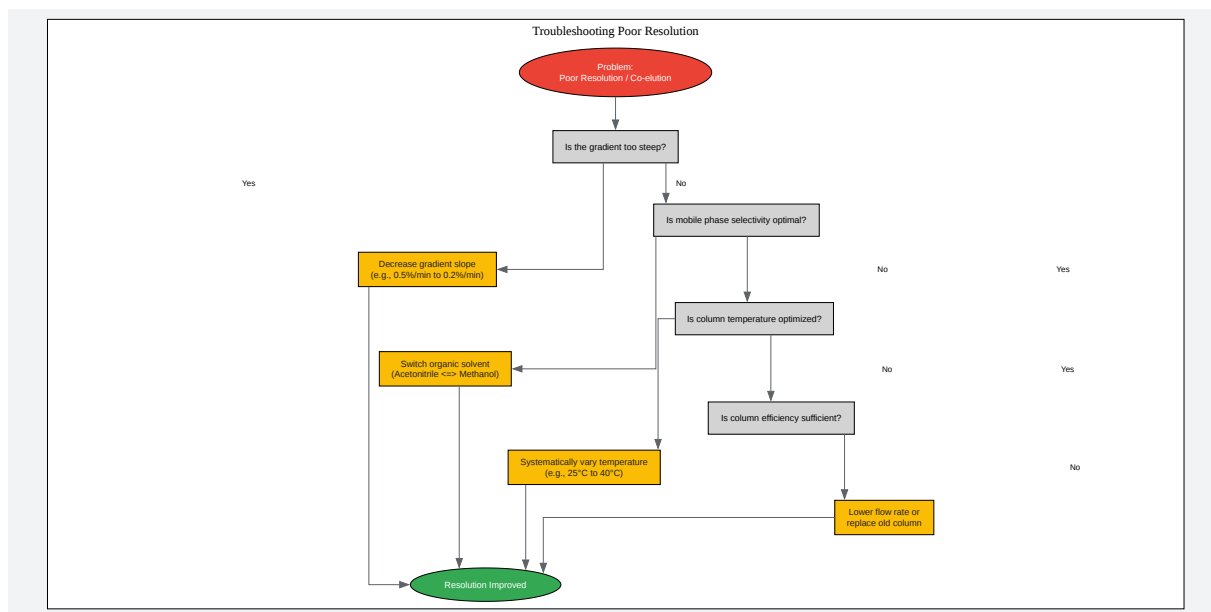 Troubleshooting Poor Resolution
Problem:
Poor Resolution / Co-elution
Is the gradient too steep?
Yes
No
Is mobile phase selectivity optimal?
Decrease gradient slope
(e.g., 0.5%/min to 0.2%/min)
No
Yes
Is column temperature optimized?
Switch organic solvent
(Acetonitrile <=> Methanol)
No
Yes
Is column efficiency sufficient?
Systematically vary temperature
(e.g., 25°C to 40°C)
No
Lower flow rate or
replace old column
Resolution Improved